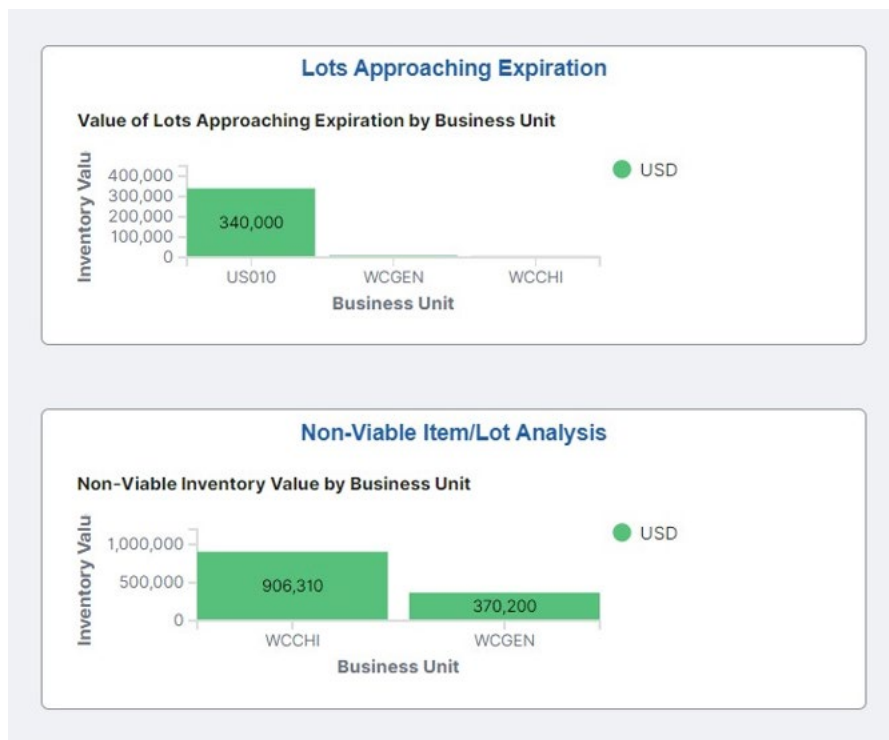 Lots Approaching Expiration
Value of Lots Approaching Expiration by Business Unit
Inventory Valu
400,000
300,000
200,000
100,000
0
340,000
US010 WCGEN WCCHI
Business Unit
USD
Non-Viable Item/Lot Analysis
Non-Viable Inventory Value by Business Unit
Inventory Valu
1,000,000
500,000
0
906,310
370,200
WCCHI WCGEN
Business Unit
USD